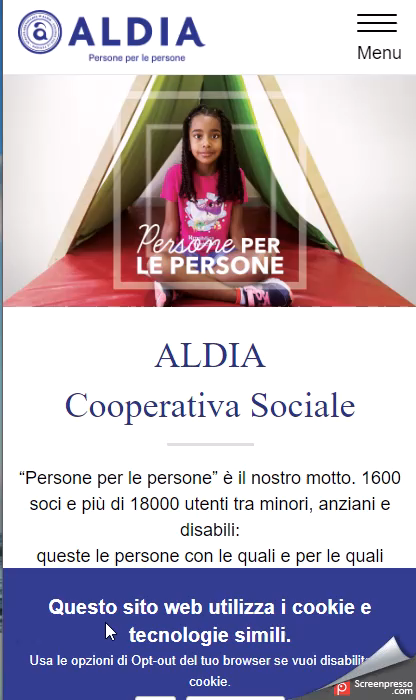 ALDIA
Persone per le persone
Menu
Persone PER
LE PERSONE
ALDIA
Cooperativa Sociale
“Persone per le persone” è il nostro motto. 1600
soci e più di 18000 utenti tra minori, anziani e
disabili:
queste le persone con le quali e per le quali
Questo sito web utilizza i cookie e
tecnologie simili.
Usa le opzioni di Opt-out del tuo browser se vuoi
cookie.
Screenpresso
.com